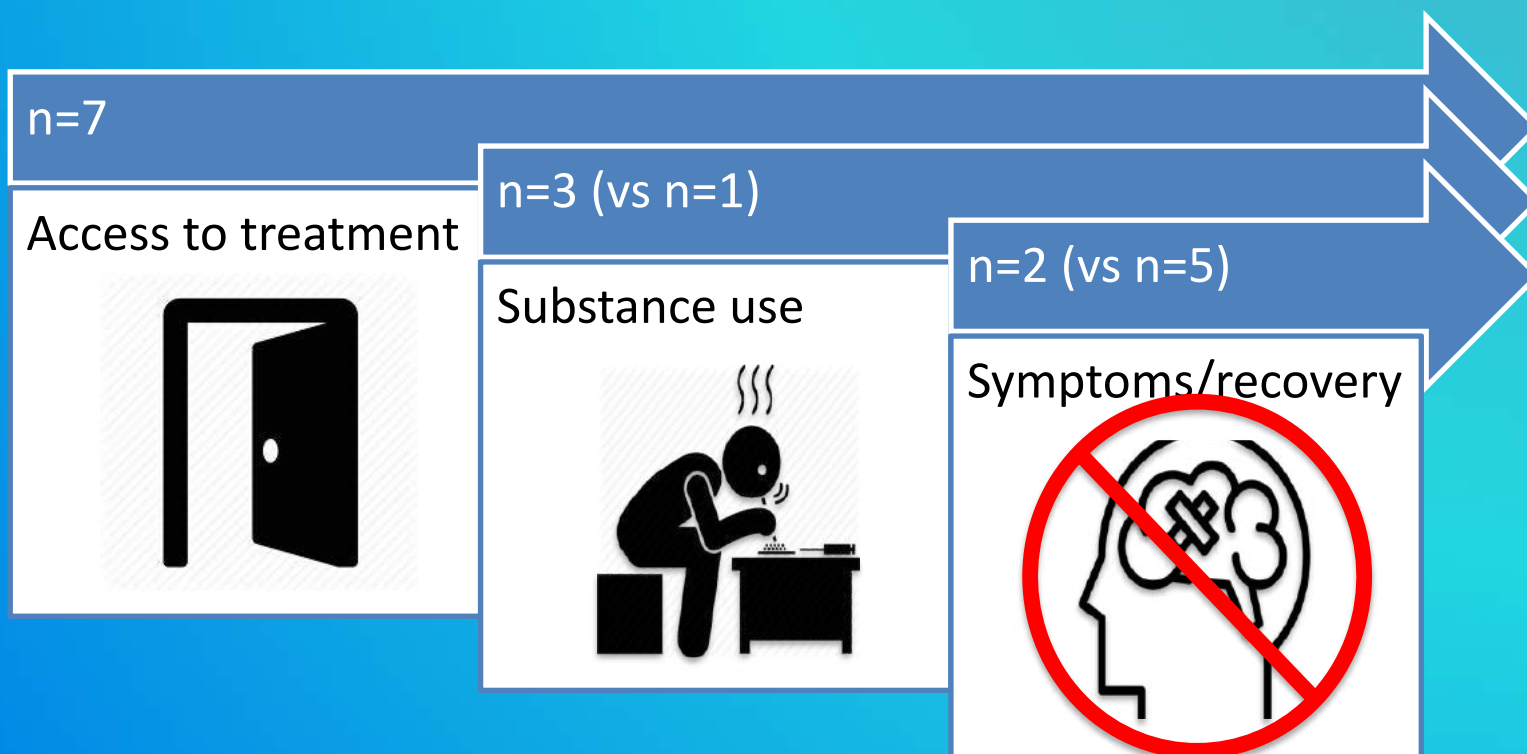 n=7
Access to treatment
n=3 (vs n=1)
Substance use
n=2 (vs n=5)
Symptoms/recovery